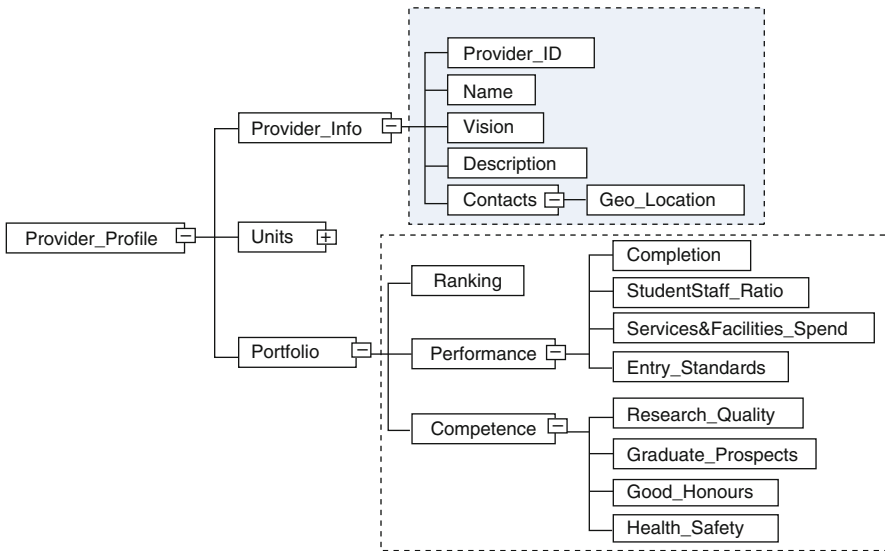 Provider_Profile
Provider_Info
Provider_ID
Name
Vision
Description
Contacts
Geo_Location
Units
Portfolio
Ranking
Performance
Completion
StudentStaff_Ratio
Services&Facilities_Spend
Entry_Standards
Competence
Research_Quality
Graduate_Prospects
Good_Honours
Health_Safety